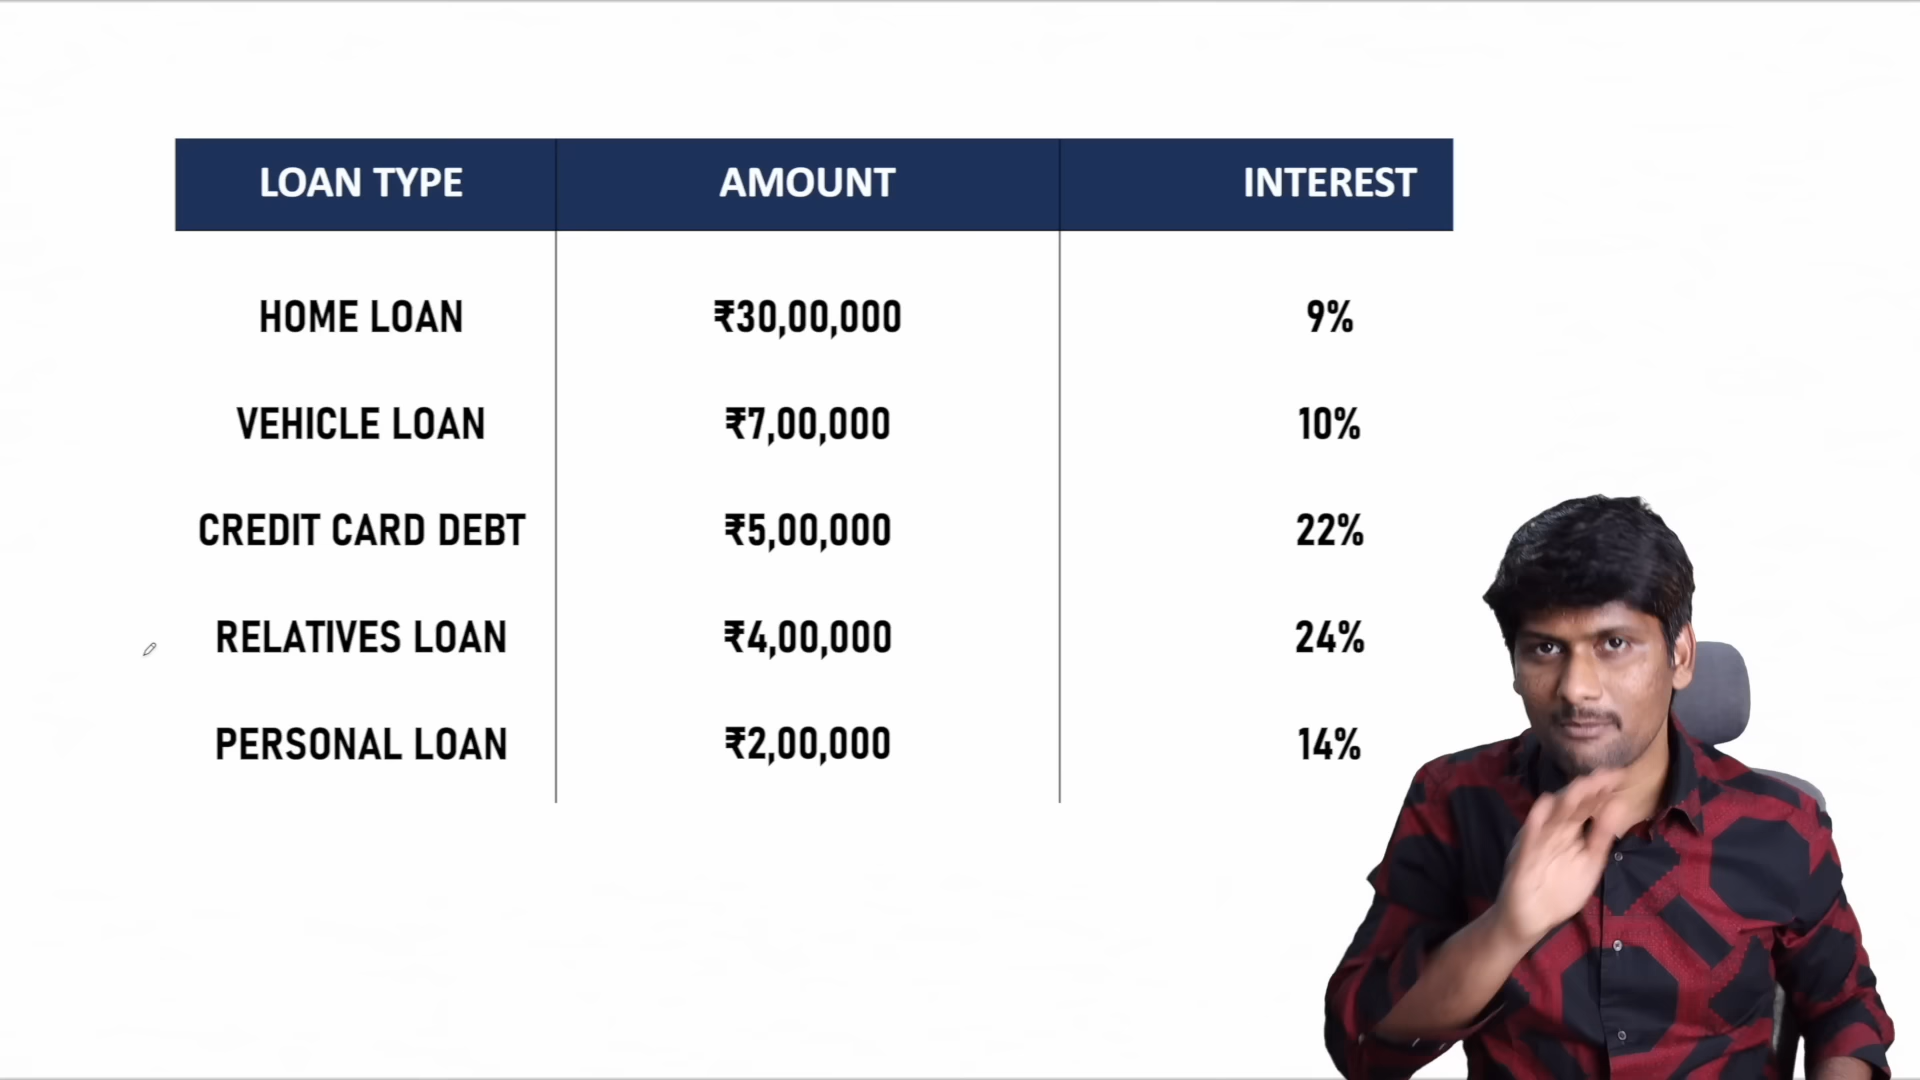 LOAN TYPE AMOUNT INTEREST
HOME LOAN ₹30,00,000 9%
VEHICLE LOAN ₹7,00,000 10%
CREDIT CARD DEBT ₹5,00,000 22%
RELATIVES LOAN ₹4,00,000 24%
PERSONAL LOAN ₹2,00,000 14%